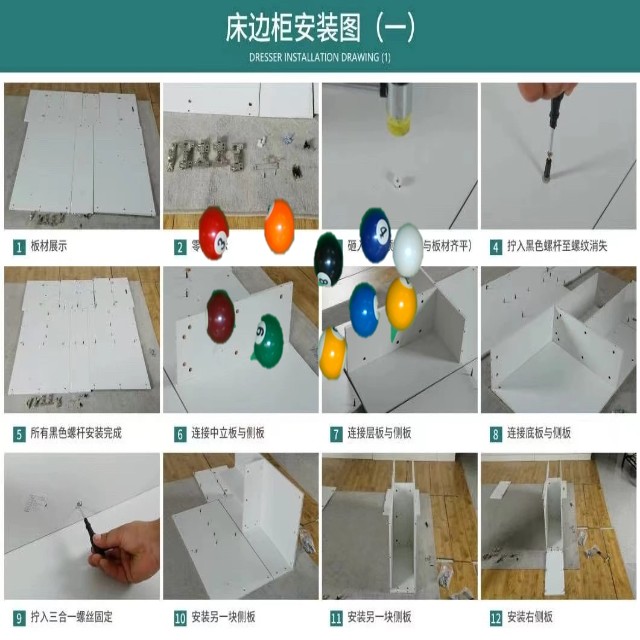 床边柜安装图（一）
DRESSER INSTALLATION DRAWING (1)
1 板材展示
2 零
3
4
砸入
与板材齐平）
4 拧入黑色螺杆至螺纹消失
8
6
5 所有黑色螺杆安装完成
6 连接中立板与侧板
7 连接层板与侧板
8 连接底板与侧板
9 拧入三合一螺丝固定
10 安装另一块侧板
11 安装另一块侧板
12 安装右侧板